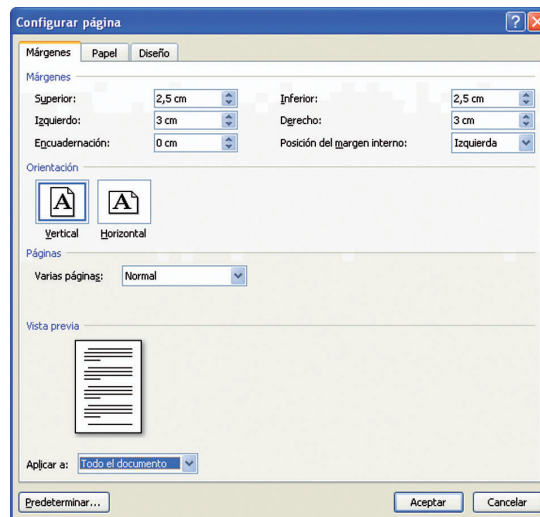 Configurar página
Márgenes Papel Diseño
Márgenes
Superior: 2,5 cm Inferior: 2,5 cm
Izquierdo: 3 cm Derecho: 3 cm
Encuadernación: 0 cm Posición del margen interno: Izquierda
Orientación
A A
Vertical Horizontal
Páginas
Varias páginas: Normal
Vista previa
Aplicar a: Todo el documento
Predeterminar... Aceptar Cancelar